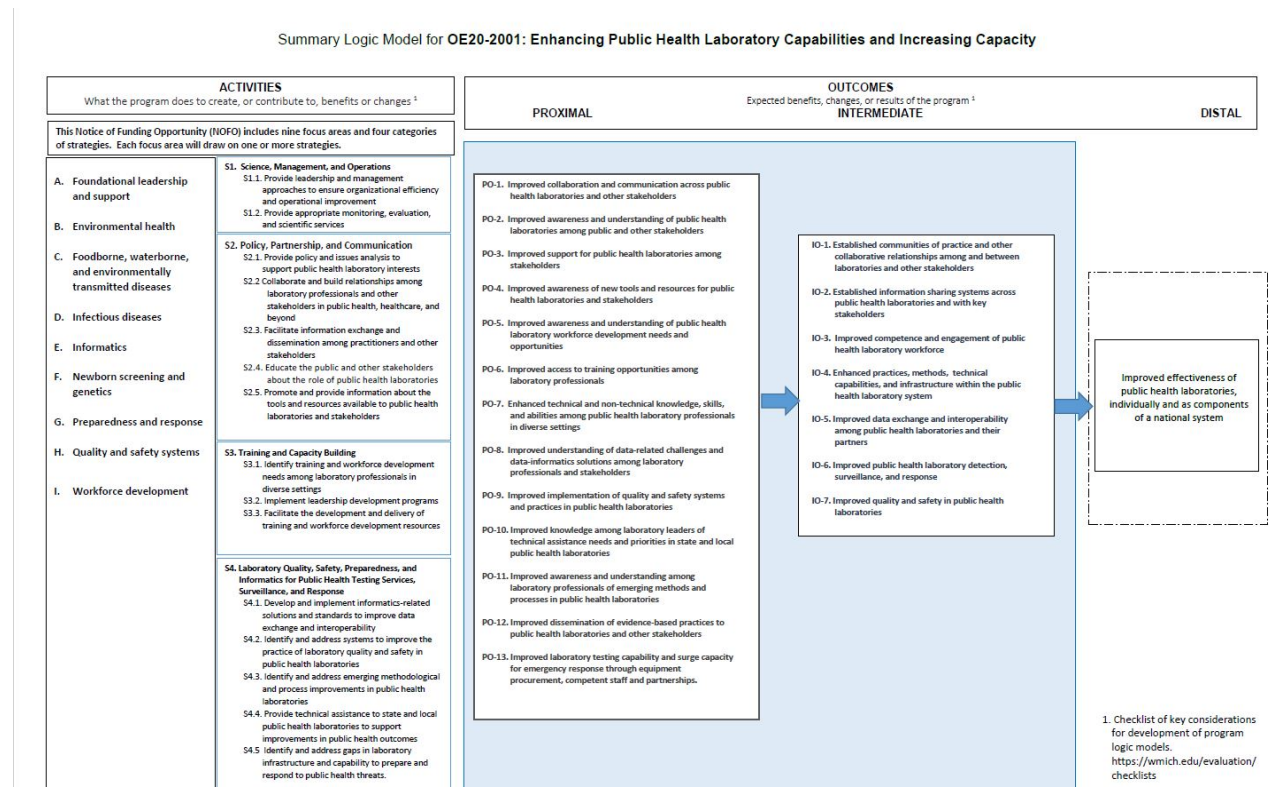 Summary Logic Model for OE20-2001: Enhancing Public Health Laboratory Capabilities and Increasing Capacity
ACTIVITIES
What the program does to create, or contribute to, benefits or changes 1
OUTCOMES
Expected benefits, changes, or results of the program 1
PROXIMAL
INTERMEDIATE
DISTAL
This Notice of Funding Opportunity (NOFO) includes nine focus areas and four categories
of strategies. Each focus area will draw on one or more strategies.
A. Foundational leadership
and support
B. Environmental health
C. Foodborne, waterborne,
and environmentally
transmitted diseases
D. Infectious diseases
E. Informatics
F. Newborn screening and
genetics
G. Preparedness and response
H. Quality and safety systems
I. Workforce development
S1. Science, Management, and Operations
S1.1. Provide leadership and management
approaches to ensure organizational efficiency
and operational improvement
S1.2. Provide appropriate monitoring, evaluation,
and scientific services
S2. Policy, Partnership, and Communication
S2.1. Provide policy and issues analysis to
support public health laboratory interests
S2.2 Collaborate and build relationships among
laboratory professionals and other
stakeholders in public health, healthcare, and
beyond
S2.3. Facilitate information exchange and
dissemination among practitioners and other
stakeholders
S2.4. Educate the public and other stakeholders
about the role of public health laboratories
S2.5. Promote and provide information about the
tools and resources available to public health
laboratories and stakeholders
S3. Training and Capacity Building
S3.1. Identify training and workforce development
needs among laboratory professionals in
diverse settings
S3.2. Implement leadership development programs
S3.3. Facilitate the development and delivery of
training and workforce development resources
S4. Laboratory Quality, Safety, Preparedness, and
Informatics for Public Health Testing Services,
Surveillance, and Response
S4.1. Develop and implement informatics-related
solutions and standards to improve data
exchange and interoperability
S4.2. Identify and address systems to improve the
practice of laboratory quality and safety in
public health laboratories
S4.3. Identify and address emerging methodological
and process improvements in public health
laboratories
S4.4. Provide technical assistance to state and local
public health laboratories to support
improvements in public health outcomes
S4.5 Identify and address gaps in laboratory
infrastructure and capability to prepare and
respond to public health threats.
PO-1. Improved collaboration and communication across public
health laboratories and other stakeholders
PO-2. Improved awareness and understanding of public health
laboratories among public and other stakeholders
PO-3. Improved support for public health laboratories among
stakeholders
PO-4. Improved awareness of new tools and resources for public
health laboratories and stakeholders
PO-5. Improved awareness and understanding of public health
laboratory workforce development needs and
opportunities
PO-6. Improved access to training opportunities among
laboratory professionals
PO-7. Enhanced technical and non-technical knowledge, skills,
and abilities among public health laboratory professionals
in diverse settings
PO-8. Improved understanding of data-related challenges and
data-informatics solutions among laboratory
professionals and stakeholders
PO-9. Improved implementation of quality and safety systems
and practices in public health laboratories
PO-10. Improved knowledge among laboratory leaders of
technical assistance needs and priorities in state and local
public health laboratories
PO-11. Improved awareness and understanding among
laboratory professionals of emerging methods and
processes in public health laboratories
PO-12. Improved dissemination of evidence-based practices to
public health laboratories and other stakeholders
PO-13. Improved laboratory testing capability and surge capacity
for emergency response through equipment
procurement, competent staff and partnerships.
IO-1. Established communities of practice and other
collaborative relationships among and between
laboratories and other stakeholders
IO-2. Established information sharing systems across
public health laboratories and with key
stakeholders
IO-3. Improved competence and engagement of public
health laboratory workforce
IO-4. Enhanced practices, methods, technical
capabilities, and infrastructure within the public
health laboratory system
IO-5. Improved data exchange and interoperability
among public health laboratories and their
partners
IO-6. Improved public health laboratory detection,
surveillance, and response
IO-7. Improved quality and safety in public health
laboratories
Improved effectiveness of
public health laboratories,
individually and as components
of a national system
1. Checklist of key considerations
for development of program
logic models.
https://wmich.edu/evaluation/
checklists